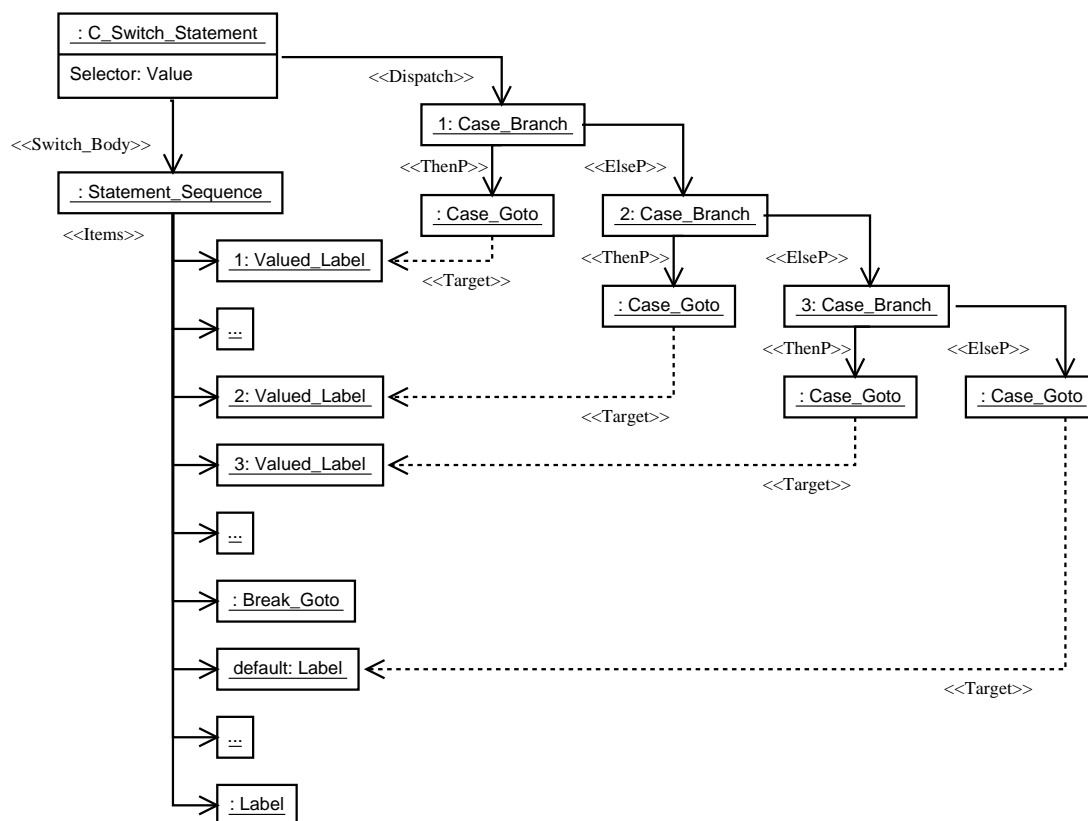 : C_Switch_Statement
Selector: Value
<<Dispatch>>
1: Case_Branch
<<Switch_Body>>
<<ThenP>>
<<ElseP>>
: Statement_Sequence
: Case_Goto
2: Case_Branch
<<Items>>
1: Valued_Label
<<Target>>
<<ThenP>>
<<ElseP>>
: Case_Goto
3: Case_Branch
...
<<ThenP>>
<<ElseP>>
2: Valued_Label
<<Target>>
: Case_Goto
: Case_Goto
3: Valued_Label
<<Target>>
...
: Break_Goto
default: Label
<<Target>>
...
: Label